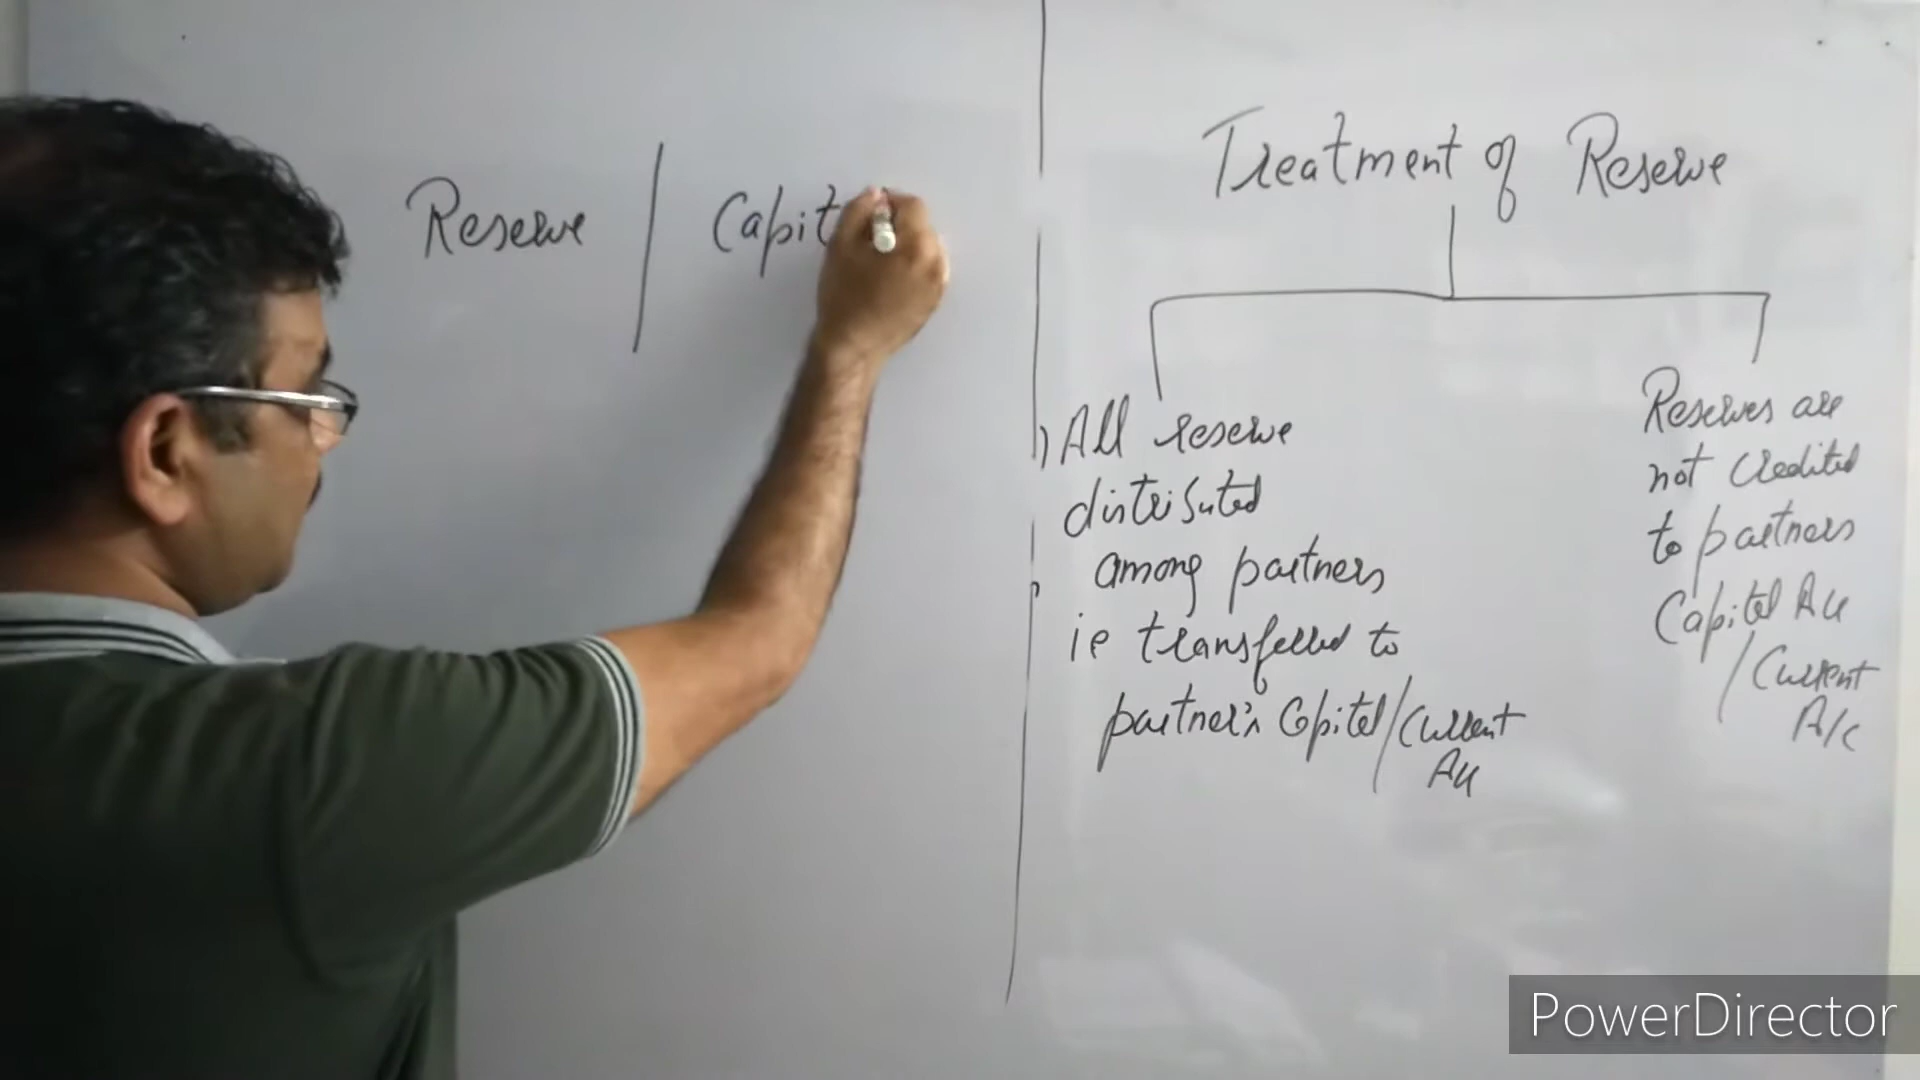 Reserve / Capit
Treatment of Reserve
1) All reserve
distributed
among partners
ie transferred to
partner's Capital/Current
A/c
Reserves are
not credited
to partners
Capital A/c
/Current
A/c
PowerDirector